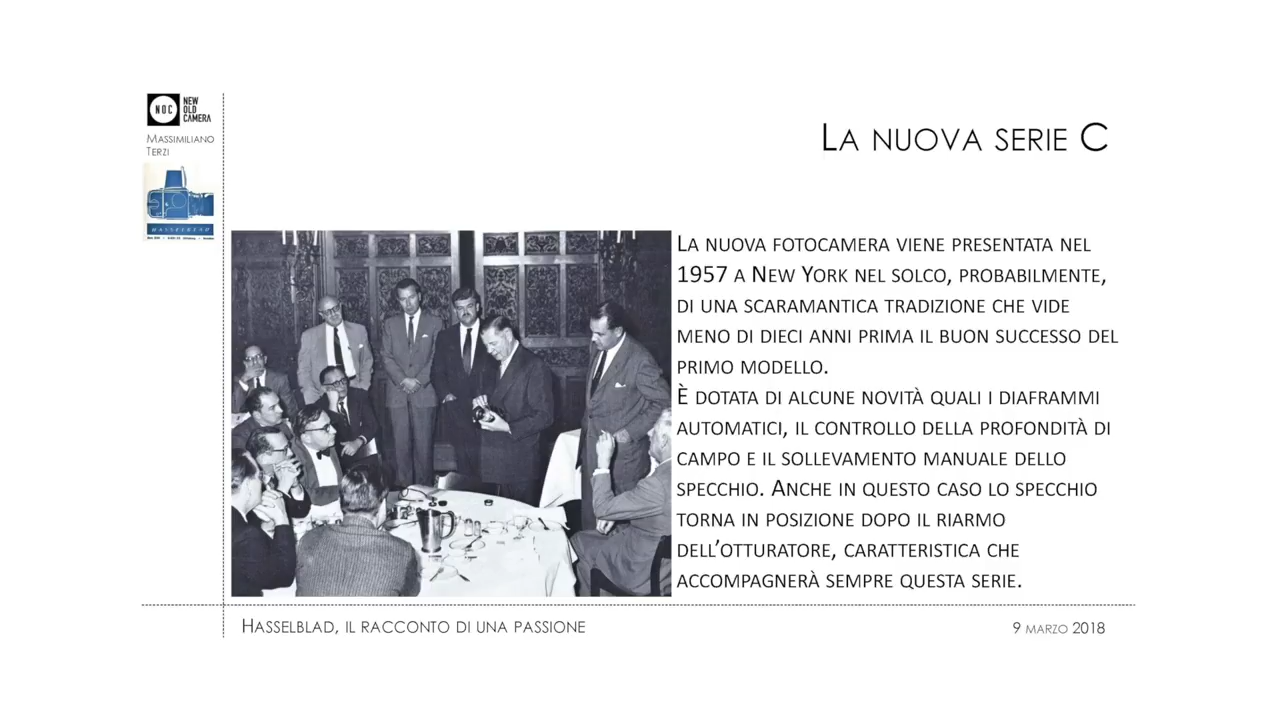 NOC
NEW
OLD
CAMERA
MASSIMILIANO
TERZI
HASSELBLAD
LA NUOVA SERIE C
LA NUOVA FOTOCAMERA VIENE PRESENTATA NEL
1957 A NEW YORK NEL SOLCO, PROBABILMENTE,
DI UNA SCARAMANTICA TRADIZIONE CHE VIDE
MENO DI DIECI ANNI PRIMA IL BUON SUCCESSO DEL
PRIMO MODELLO.
È DOTATA DI ALCUNE NOVITÀ QUALI I DIAFRAMMI
AUTOMATICI, IL CONTROLLO DELLA PROFONDITÀ DI
CAMPO E IL SOLLEVAMENTO MANUALE DELLO
SPECCHIO. ANCHE IN QUESTO CASO LO SPECCHIO
TORNA IN POSIZIONE DOPO IL RIARMO
DELL'OTTURATORE, CARATTERISTICA CHE
ACCOMPAGNERÀ SEMPRE QUESTA SERIE.
HASSELBLAD, IL RACCONTO DI UNA PASSIONE
9 MARZO 2018